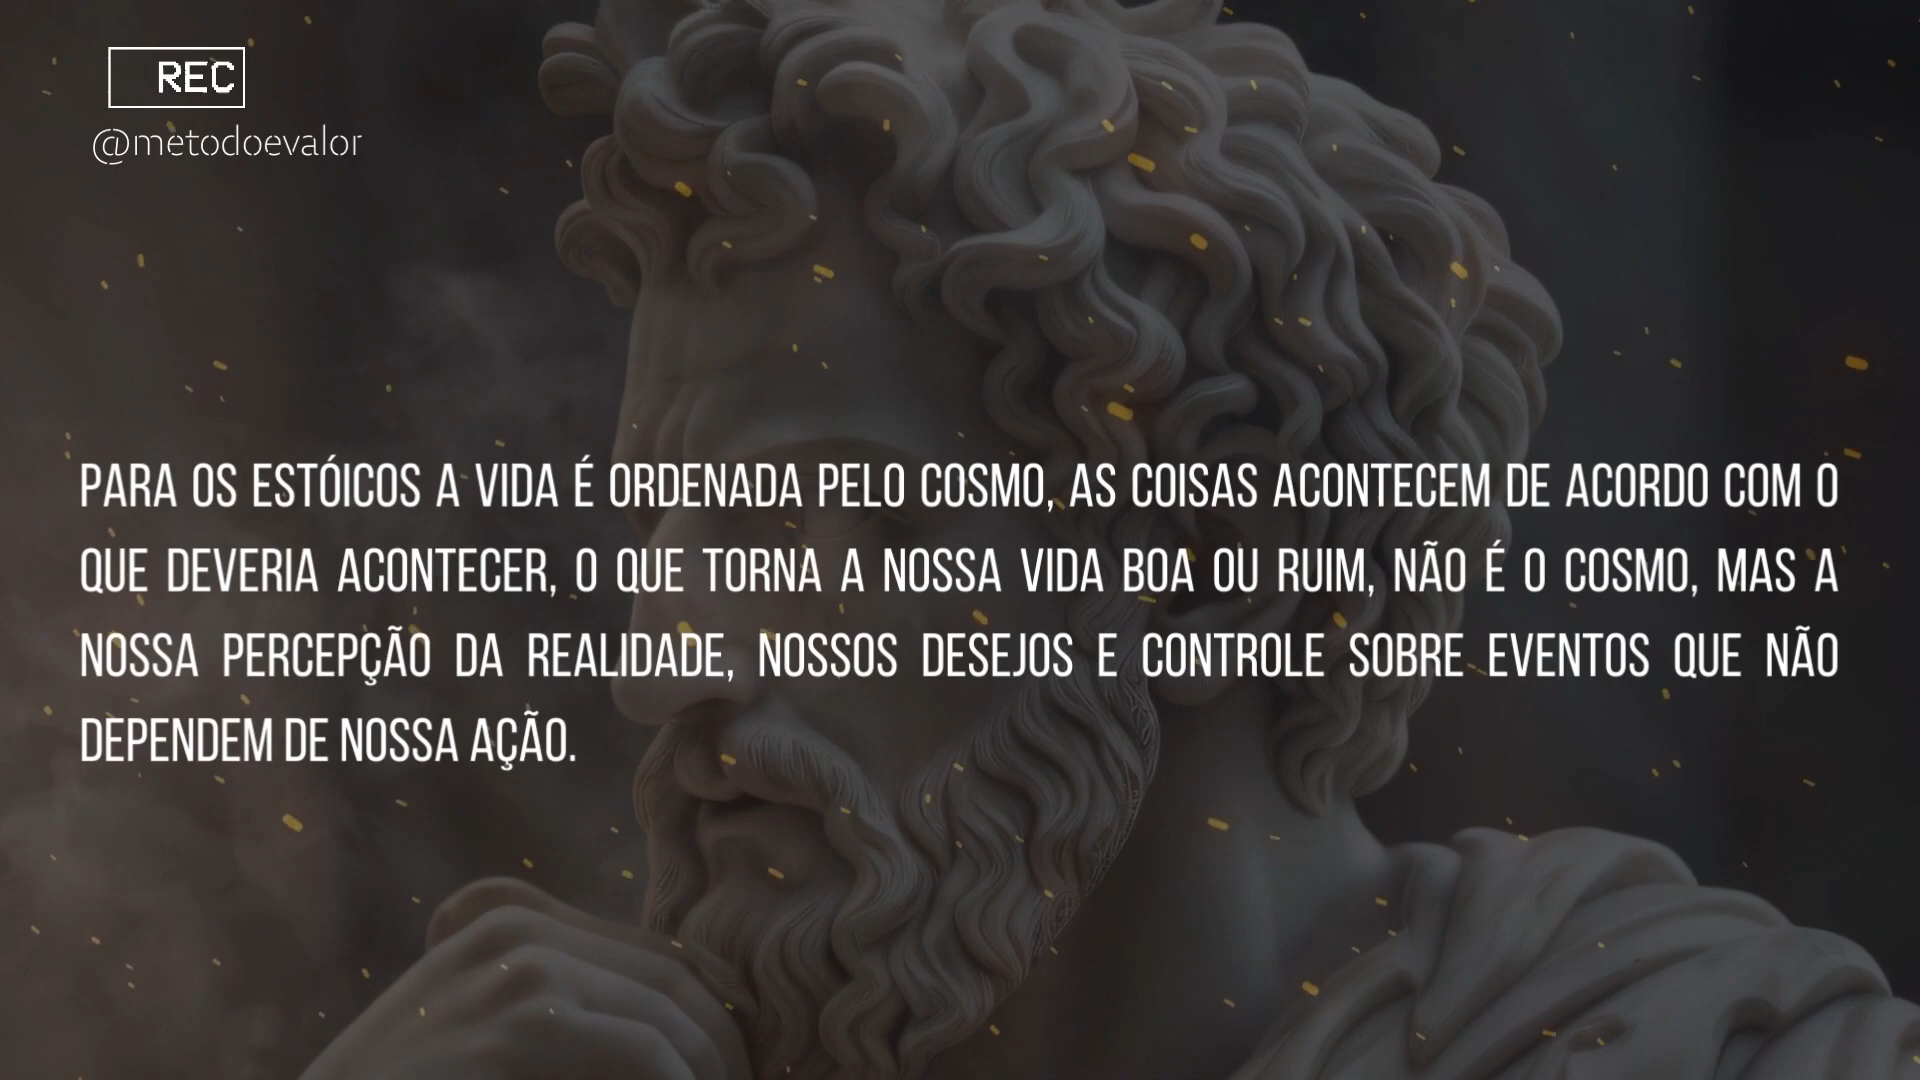 REC
@metodoevalor
PARA OS ESTÓICOS A VIDA É ORDENADA PELO COSMO, AS COISAS ACONTECEM DE ACORDO COM O
QUE DEVERIA ACONTECER, O QUE TORNA A NOSSA VIDA BOA OU RUIM, NÃO É O COSMO, MAS A
NOSSA PERCEPÇÃO DA REALIDADE, NOSSOS DESEJOS E CONTROLE SOBRE EVENTOS QUE NÃO
DEPENDEM DE NOSSA AÇÃO.